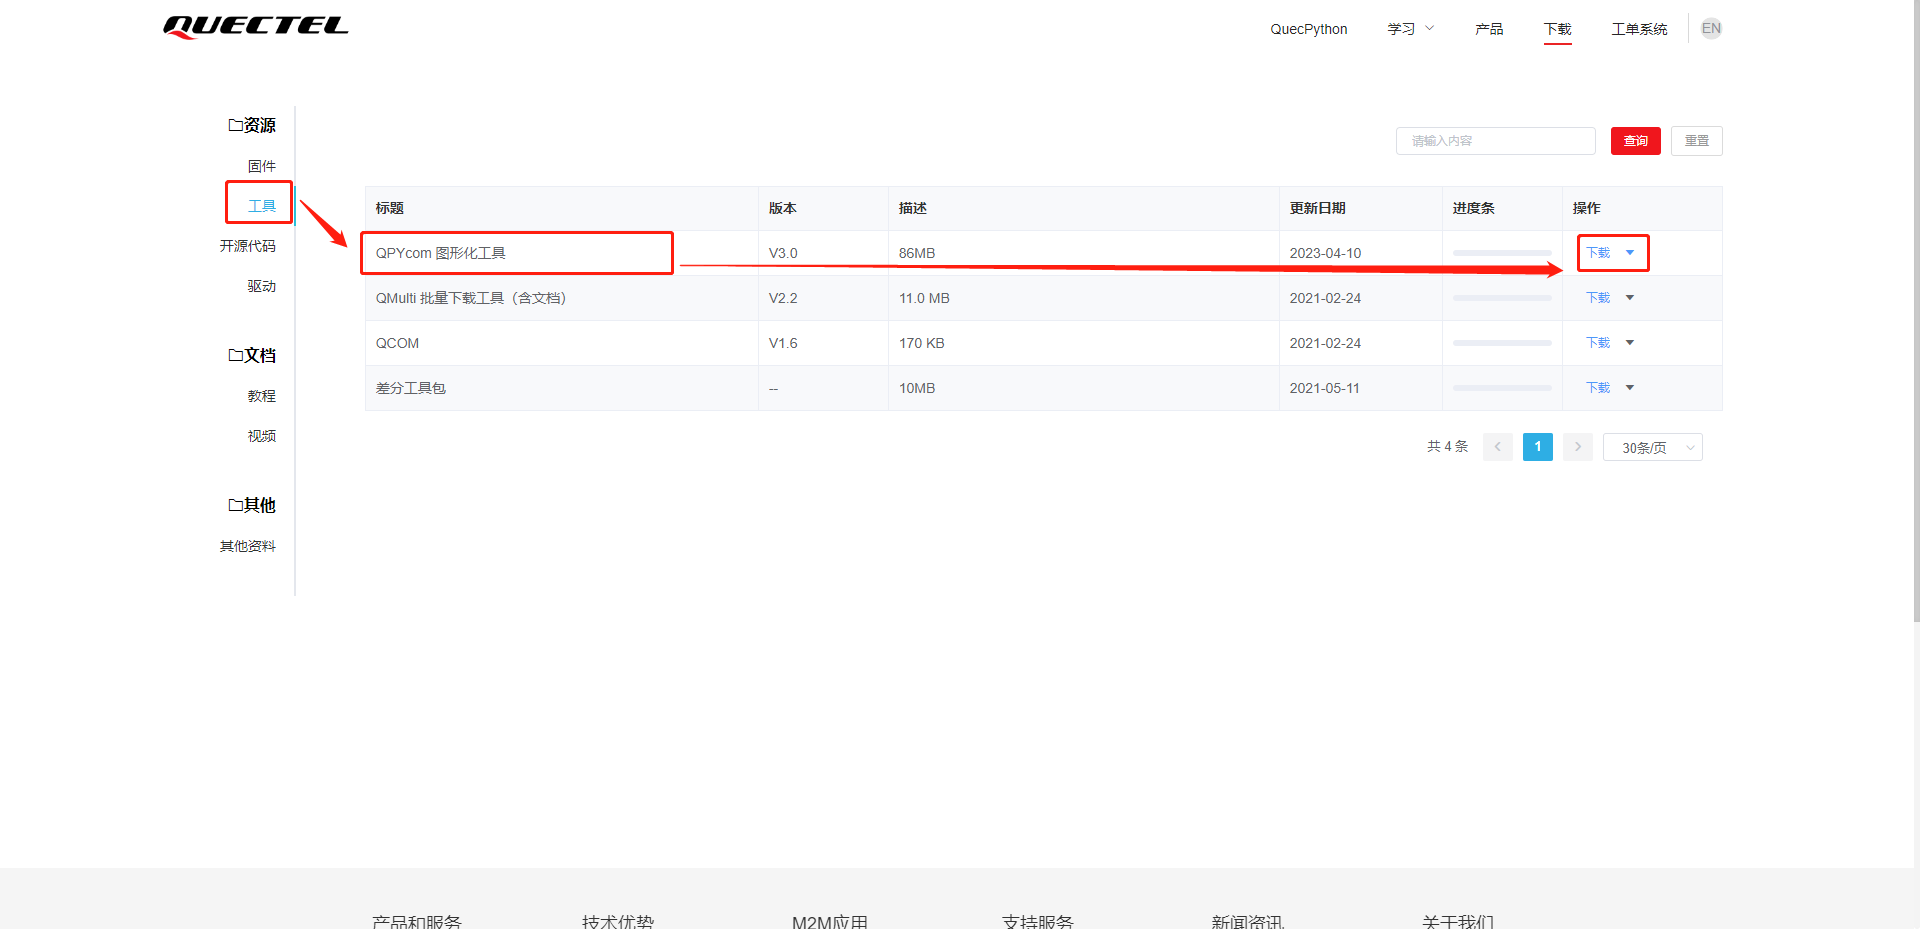 QUECTEL
QuecPython 学习 产品 下载 工单系统 EN
资源
固件
工具
开源代码
驱动
文档
教程
视频
其他
其他资料
请输入内容 查询 重置
标题 版本 描述 更新日期 进度条 操作
QPYcom 图形化工具 V3.0 86MB 2023-04-10 下载
QMulti 批量下载工具（含文档） V2.2 11.0 MB 2021-02-24 下载
QCOM V1.6 170 KB 2021-02-24 下载
差分工具包 -- 10MB 2021-05-11 下载
共 4 条 1 30条/页
产品和服务 技术优势 M2M应用 支持服务 新闻资讯 关于我们